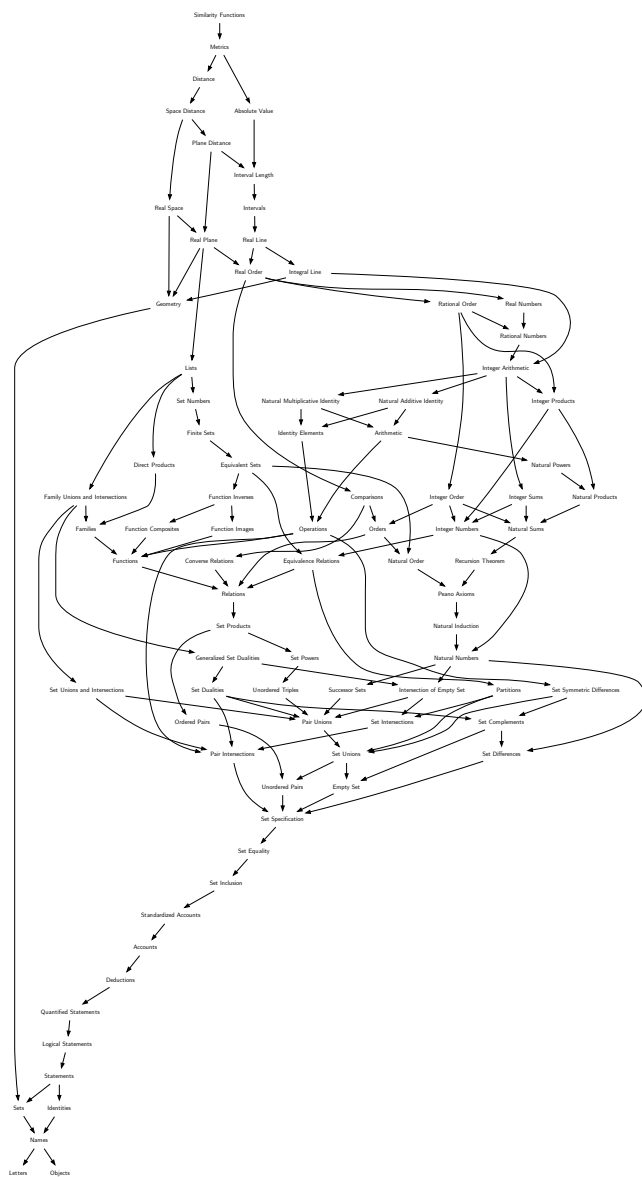 Similarity Functions
Metrics
Distance
Space Distance
Absolute Value
Plane Distance
Interval Length
Real Space
Intervals
Real Plane
Real Line
Real Order
Integral Line
Geometry
Rational Order
Real Numbers
Rational Numbers
Lists
Integer Arithmetic
Set Numbers
Natural Multiplicative Identity
Natural Additive Identity
Integer Products
Finite Sets
Identity Elements
Arithmetic
Direct Products
Equivalent Sets
Natural Powers
Family Unions and Intersections
Function Inverses
Comparisons
Integer Order
Integer Sums
Natural Products
Families
Function Composites
Function Images
Operations
Orders
Integer Numbers
Natural Sums
Functions
Converse Relations
Equivalence Relations
Natural Order
Recursion Theorem
Relations
Peano Axioms
Set Products
Natural Induction
Generalized Set Dualities
Set Powers
Natural Numbers
Set Unions and Intersections
Set Dualities
Unordered Triples
Successor Sets
Intersection of Empty Set
Partitions
Set Symmetric Differences
Ordered Pairs
Pair Unions
Set Intersections
Set Complements
Pair Intersections
Set Unions
Set Differences
Unordered Pairs
Empty Set
Set Specification
Set Equality
Set Inclusion
Standardized Accounts
Accounts
Deductions
Quantified Statements
Logical Statements
Statements
Sets
Identities
Names
Letters
Objects